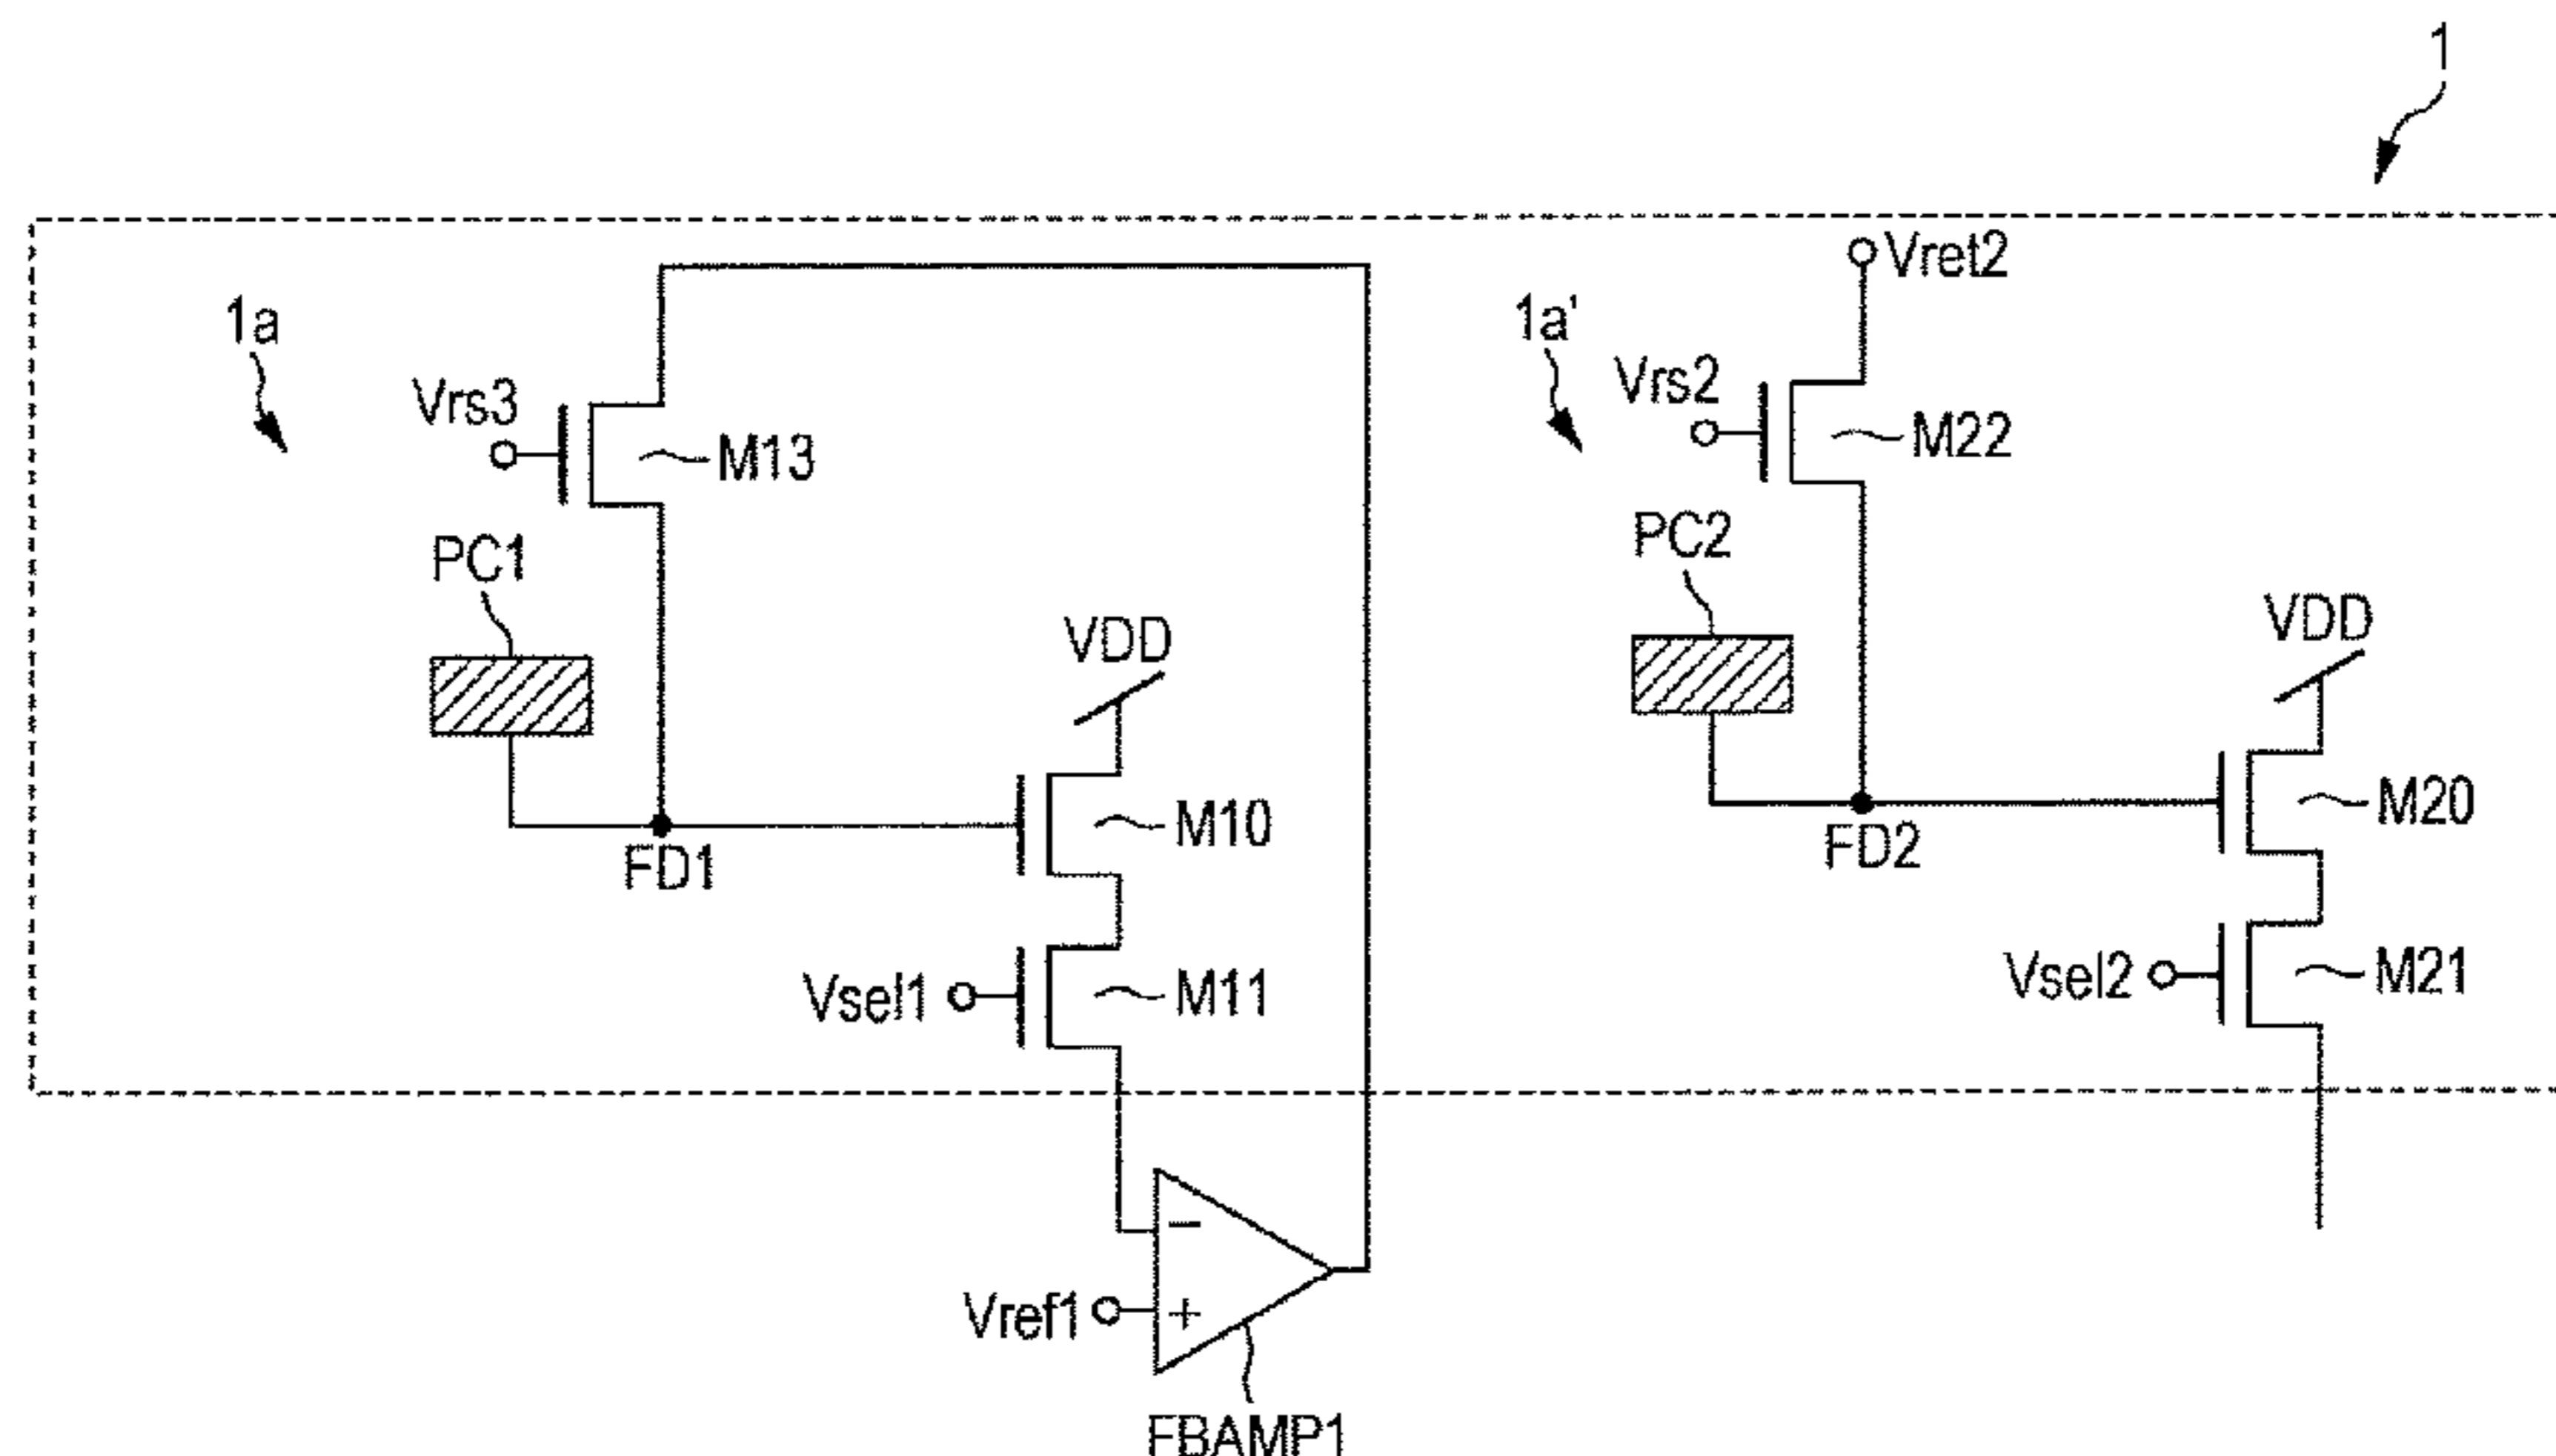 1
1a
Vrs3
M13
PC1
VDD
FD1
M10
Vsel1
M11
1a'
Vret2
Vrs2
M22
PC2
VDD
FD2
M20
Vsel2
M21
−
Vref1
+
FBAMP1